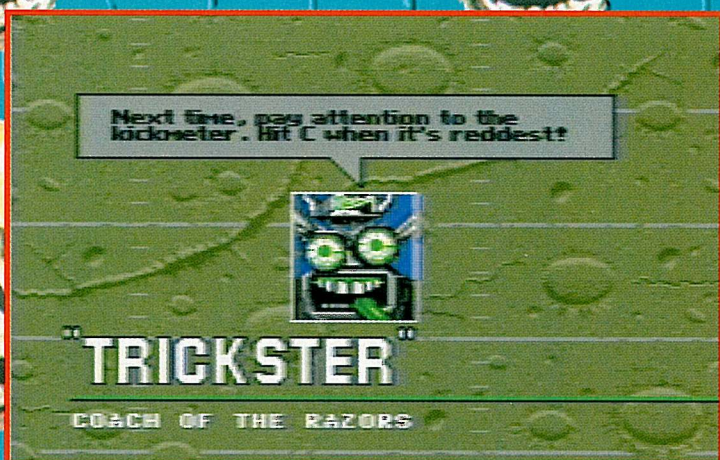 Next time, pay attention to the
kickmeter. Hit C when it's reddest!
"TRICKSTER"
COACH OF THE RAZORS